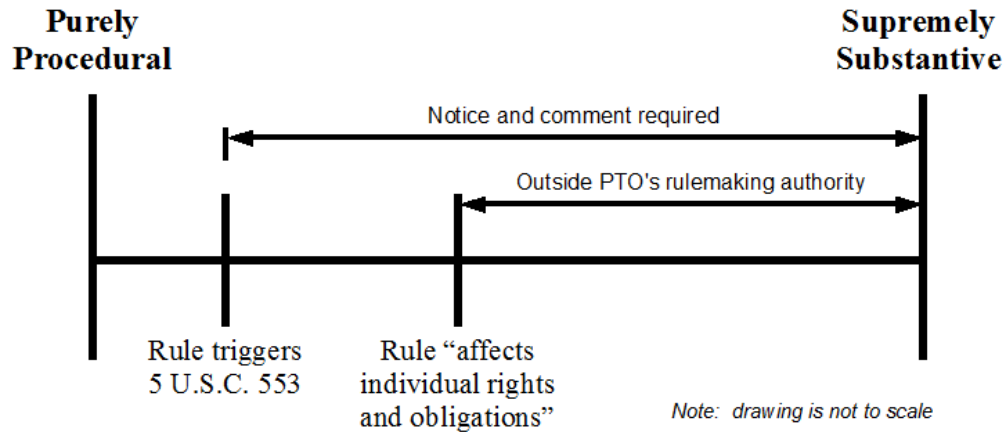 Purely
Procedural
Supremely
Substantive
Notice and comment required
Outside PTO's rulemaking authority
Rule triggers
5 U.S.C. 553
Rule “affects
individual rights
and obligations”
Note: drawing is not to scale